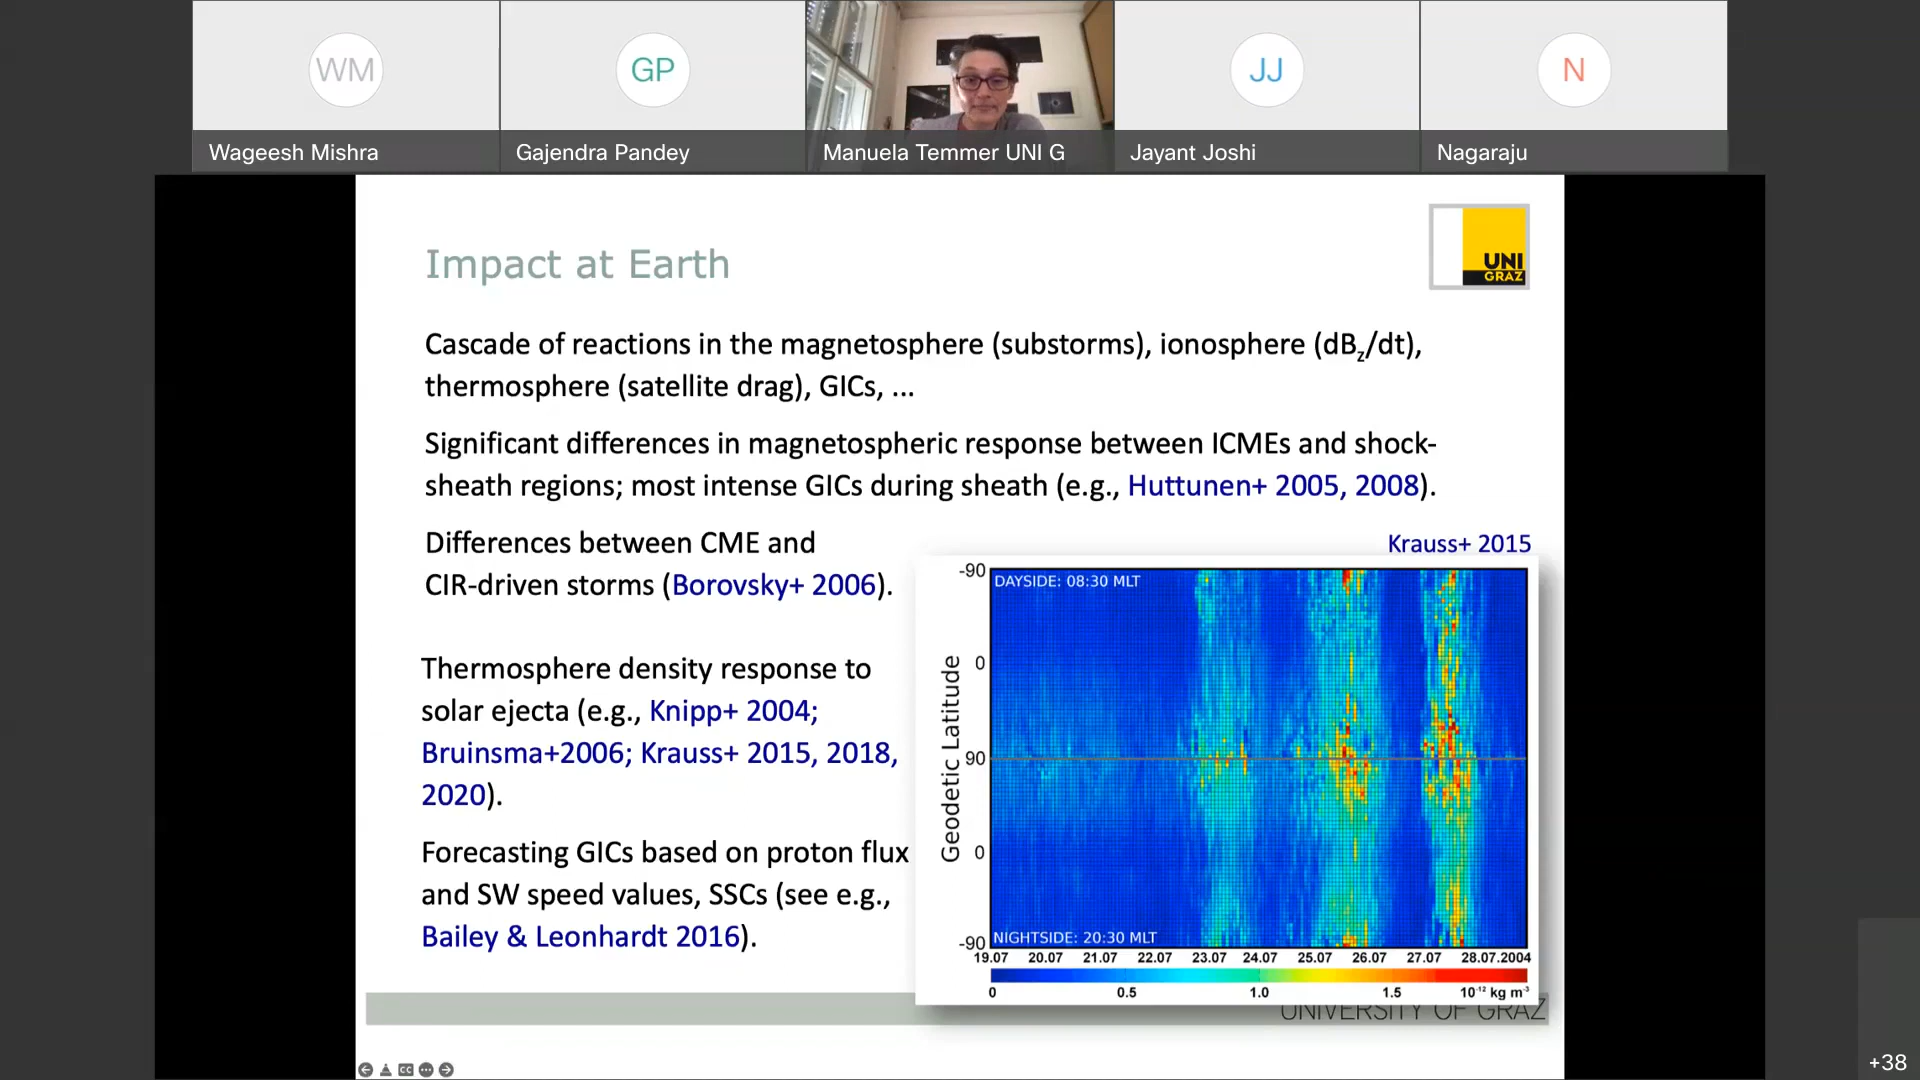 WM
GP
JJ
N
Wageesh Mishra
Gajendra Pandey
Manuela Temmer UNI G
Jayant Joshi
Nagaraju
UNI
GRAZ
Impact at Earth
Cascade of reactions in the magnetosphere (substorms), ionosphere (dBz/dt),
thermosphere (satellite drag), GICs, ...
Significant differences in magnetospheric response between ICMEs and shock-
sheath regions; most intense GICs during sheath (e.g., Huttunen+ 2005, 2008).
Differences between CME and
CIR-driven storms (Borovsky+ 2006).
Thermosphere density response to
solar ejecta (e.g., Knipp+ 2004;
Bruinsma+2006; Krauss+ 2015, 2018,
2020).
Forecasting GICs based on proton flux
and SW speed values, SSCs (see e.g.,
Bailey & Leonhardt 2016).
Krauss+ 2015
DAYSIDE: 08:30 MLT
-90
0
90
0
-90
Geodetic Latitude
NIGHTSIDE: 20:30 MLT
19.07 20.07 21.07 22.07 23.07 24.07 25.07 26.07 27.07 28.07.2004
0 0.5 1.0 1.5 10⁻¹² kg m⁻³
UNIVERSITY OF GRAZ
CC
+38